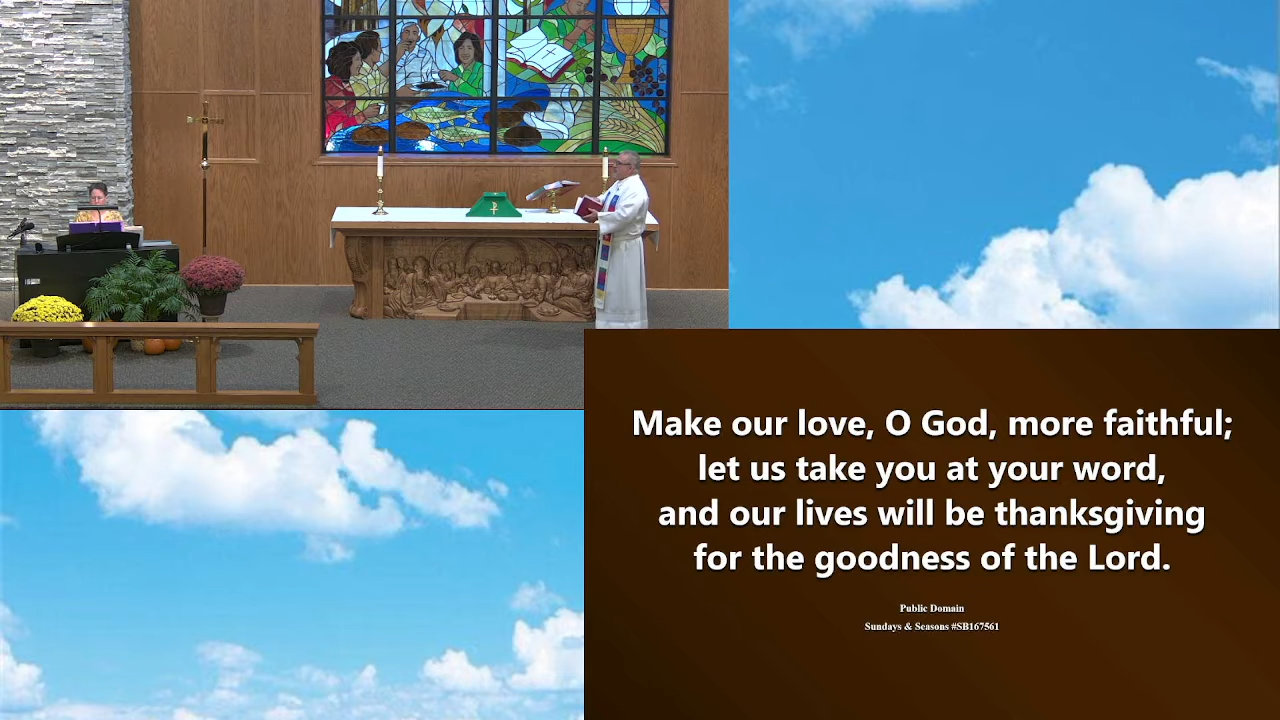 Make our love, O God, more faithful;
let us take you at your word,
and our lives will be thanksgiving
for the goodness of the Lord.
Public Domain
Sundays & Seasons #SB167561